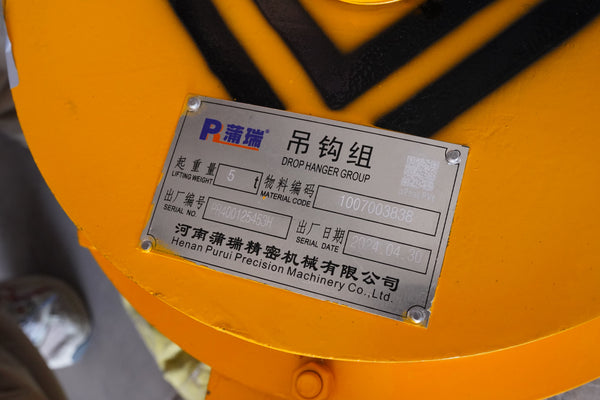 PL蒲瑞® 吊钩组
DROP HANGER GROUP
起重量 5 t 物料编码 1007003838
LIFTING WEIGHT MATERIAL CODE
出厂编号 PR400125453H 出厂日期 2024.04.30
SERIAL NO. SERIAL DATE
河南蒲瑞精密机械有限公司
Henan Purui Precision Machinery Co.,Ltd.